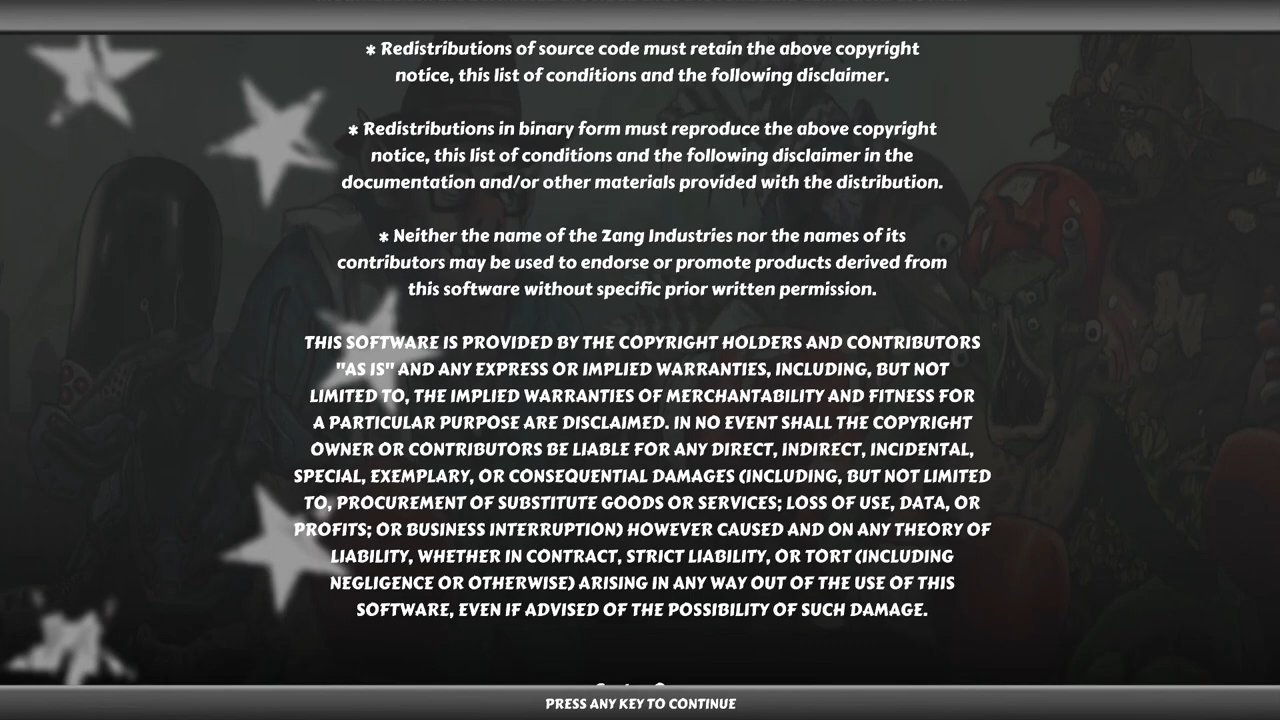 * Redistributions of source code must retain the above copyright
notice, this list of conditions and the following disclaimer.
* Redistributions in binary form must reproduce the above copyright
notice, this list of conditions and the following disclaimer in the
documentation and/or other materials provided with the distribution.
* Neither the name of the Zang Industries nor the names of its
contributors may be used to endorse or promote products derived from
this software without specific prior written permission.
THIS SOFTWARE IS PROVIDED BY THE COPYRIGHT HOLDERS AND CONTRIBUTORS
"AS IS" AND ANY EXPRESS OR IMPLIED WARRANTIES, INCLUDING, BUT NOT
LIMITED TO, THE IMPLIED WARRANTIES OF MERCHANTABILITY AND FITNESS FOR
A PARTICULAR PURPOSE ARE DISCLAIMED. IN NO EVENT SHALL THE COPYRIGHT
OWNER OR CONTRIBUTORS BE LIABLE FOR ANY DIRECT, INDIRECT, INCIDENTAL,
SPECIAL, EXEMPLARY, OR CONSEQUENTIAL DAMAGES (INCLUDING, BUT NOT LIMITED
TO, PROCUREMENT OF SUBSTITUTE GOODS OR SERVICES; LOSS OF USE, DATA, OR
PROFITS; OR BUSINESS INTERRUPTION) HOWEVER CAUSED AND ON ANY THEORY OF
LIABILITY, WHETHER IN CONTRACT, STRICT LIABILITY, OR TORT (INCLUDING
NEGLIGENCE OR OTHERWISE) ARISING IN ANY WAY OUT OF THE USE OF THIS
SOFTWARE, EVEN IF ADVISED OF THE POSSIBILITY OF SUCH DAMAGE.
PRESS ANY KEY TO CONTINUE